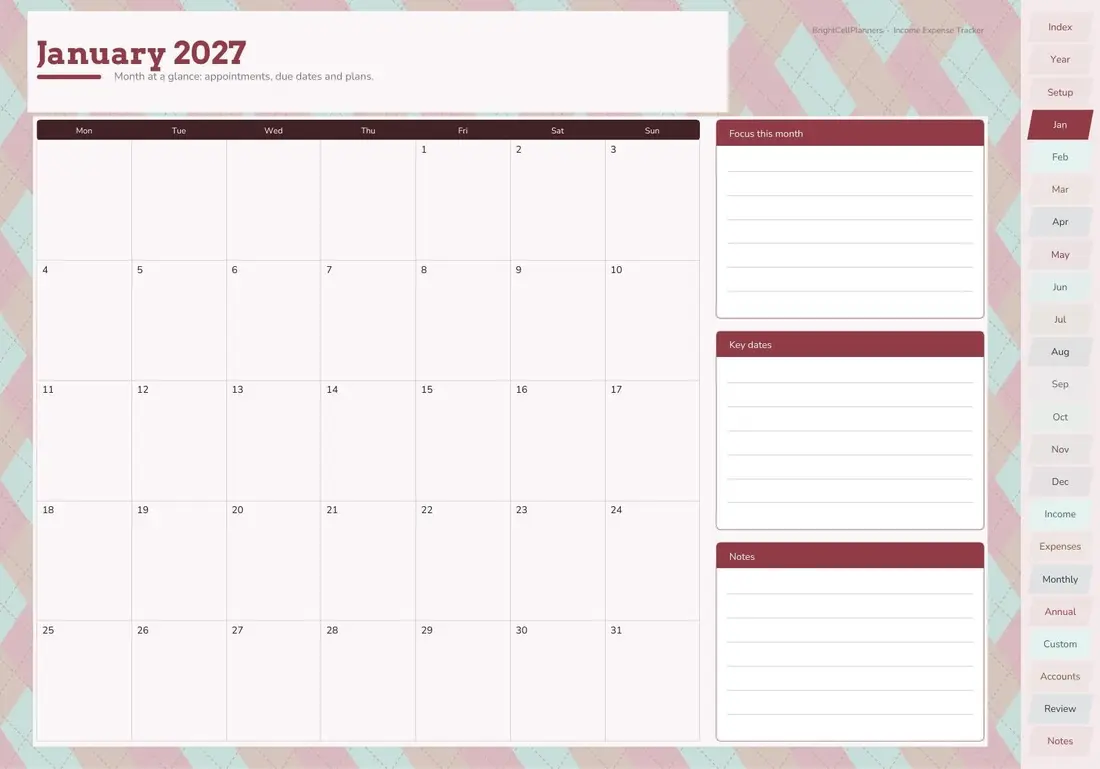 January 2027
Month at a glance: appointments, due dates and plans.
BrightCellPlanners - Income Expense Tracker
Mon Tue Wed Thu Fri Sat Sun
1 2 3
4 5 6 7 8 9 10
11 12 13 14 15 16 17
18 19 20 21 22 23 24
25 26 27 28 29 30 31
Focus this month
Key dates
Notes
Index
Year
Setup
Jan
Feb
Mar
Apr
May
Jun
Jul
Aug
Sep
Oct
Nov
Dec
Income
Expenses
Monthly
Annual
Custom
Accounts
Review
Notes